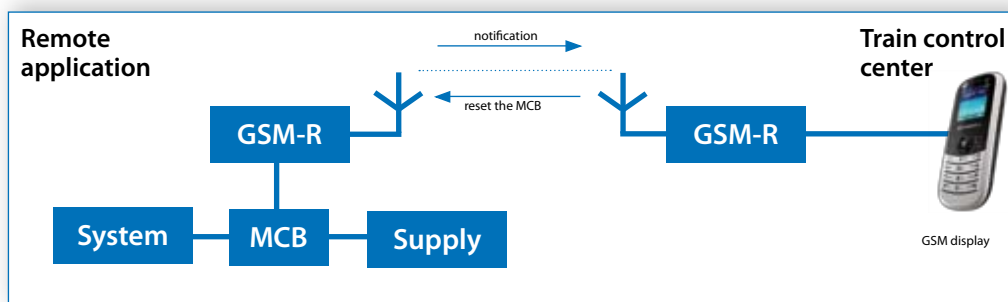 Remote
application
notification
reset the MCB
Train control
center
GSM-R
GSM-R
System
MCB
Supply
GSM display